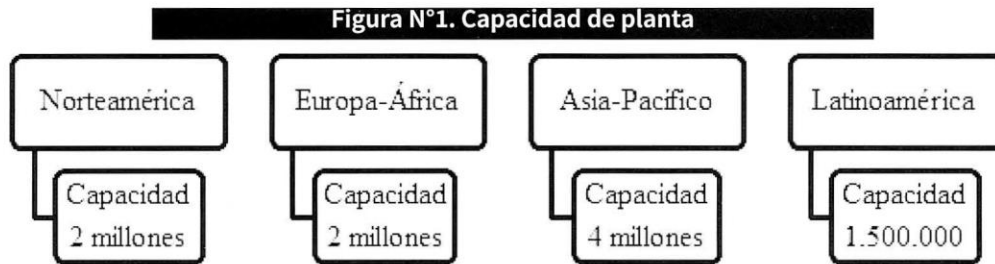 Figura N°1. Capacidad de planta
Norteamérica
Europa-África
Asia-Pacífico
Latinoamérica
Capacidad
2 millones
Capacidad
2 millones
Capacidad
4 millones
Capacidad
1.500.000